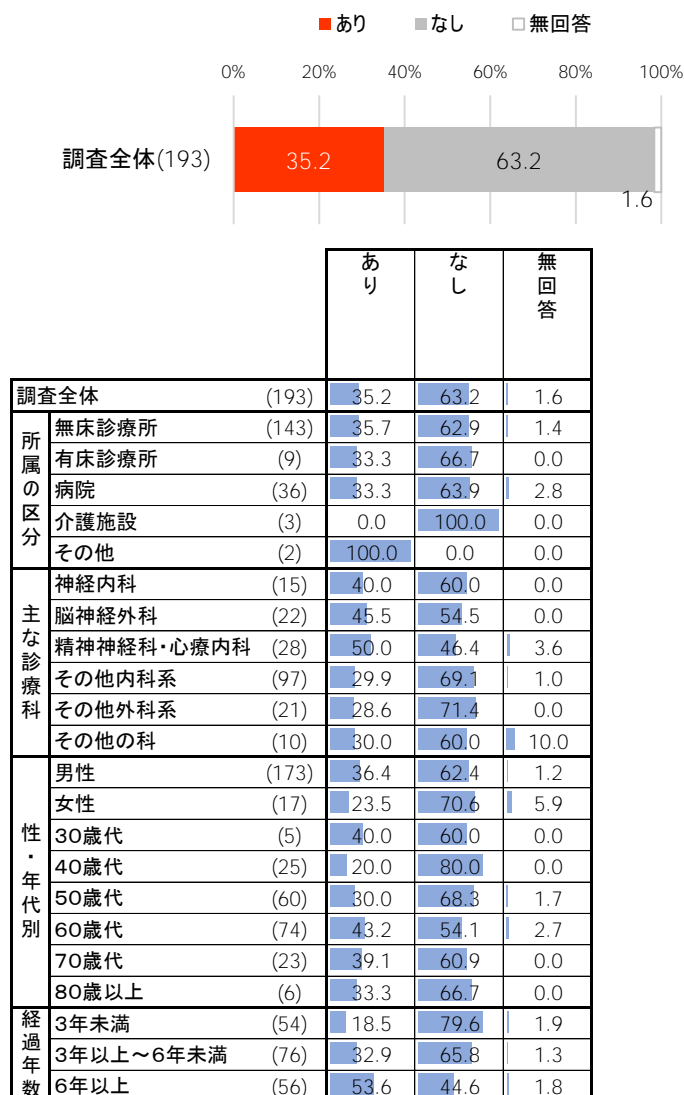 ■あり ■なし □無回答
0% 20% 40% 60% 80% 100%
調査全体(193) 35.2 63.2 1.6
あり なし 無回答
調査全体 (193) 35.2 63.2 1.6
所属の区分
無床診療所 (143) 35.7 62.9 1.4
有床診療所 (9) 33.3 66.7 0.0
病院 (36) 33.3 63.9 2.8
介護施設 (3) 0.0 100.0 0.0
その他 (2) 100.0 0.0 0.0
主な診療科
神経内科 (15) 40.0 60.0 0.0
脳神経外科 (22) 45.5 54.5 0.0
精神神経科・心療内科 (28) 50.0 46.4 3.6
その他内科系 (97) 29.9 69.1 1.0
その他外科系 (21) 28.6 71.4 0.0
その他の科 (10) 30.0 60.0 10.0
性・年代別
男性 (173) 36.4 62.4 1.2
女性 (17) 23.5 70.6 5.9
30歳代 (5) 40.0 60.0 0.0
40歳代 (25) 20.0 80.0 0.0
50歳代 (60) 30.0 68.3 1.7
60歳代 (74) 43.2 54.1 2.7
70歳代 (23) 39.1 60.9 0.0
80歳以上 (6) 33.3 66.7 0.0
経過年数
3年未満 (54) 18.5 79.6 1.9
3年以上～6年未満 (76) 32.9 65.8 1.3
6年以上 (56) 53.6 44.6 1.8